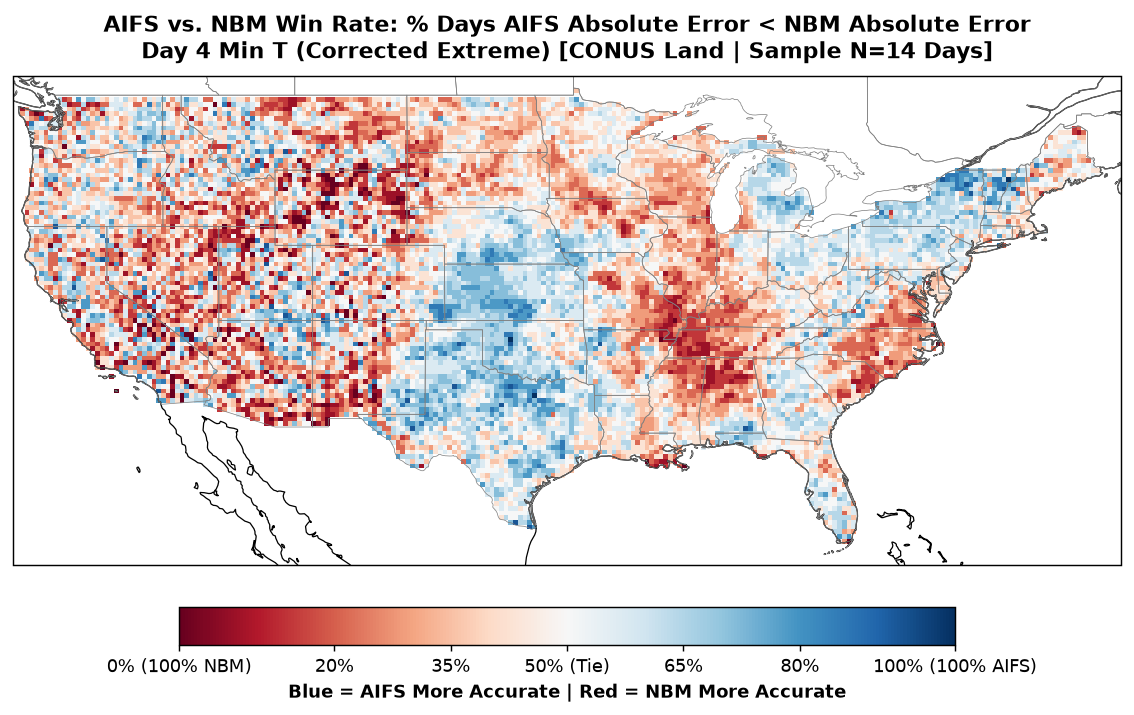 AIFS vs. NBM Win Rate: % Days AIFS Absolute Error < NBM Absolute Error
Day 4 Min T (Corrected Extreme) [CONUS Land | Sample N=14 Days]
0% (100% NBM) 20% 35% 50% (Tie) 65% 80% 100% (100% AIFS)
Blue = AIFS More Accurate | Red = NBM More Accurate